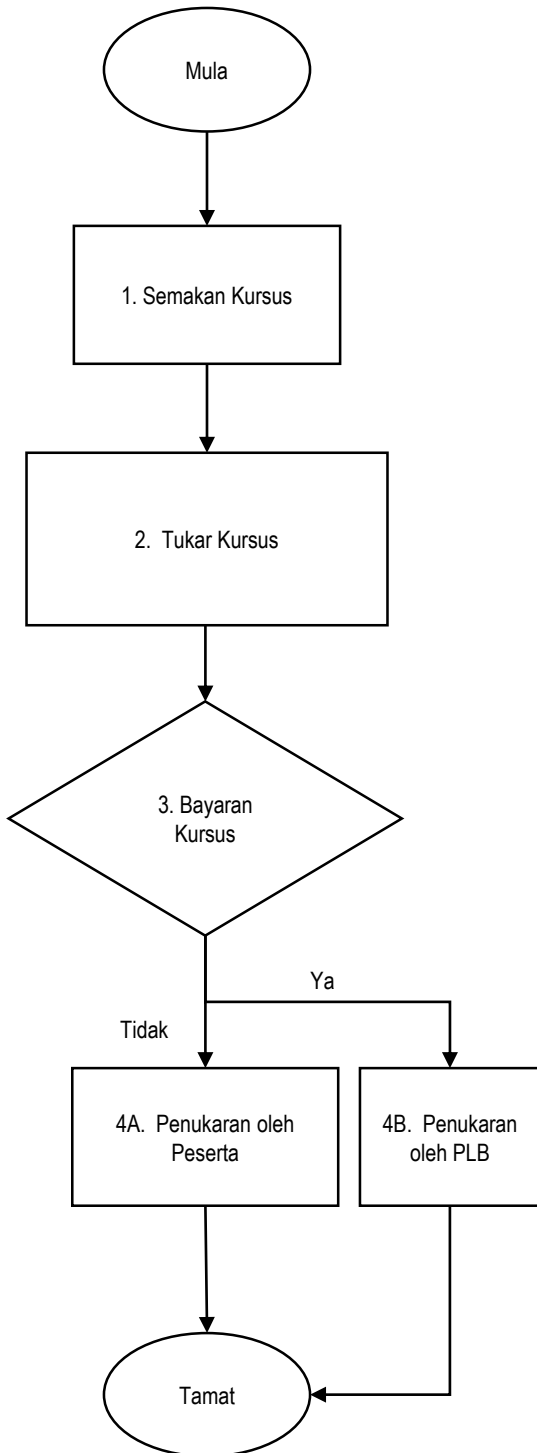 Mula
1. Semakan Kursus
2. Tukar Kursus
3. Bayaran
Kursus
Ya
Tidak
4A. Penukaran oleh
Peserta
4B. Penukaran
oleh PLB
Tamat